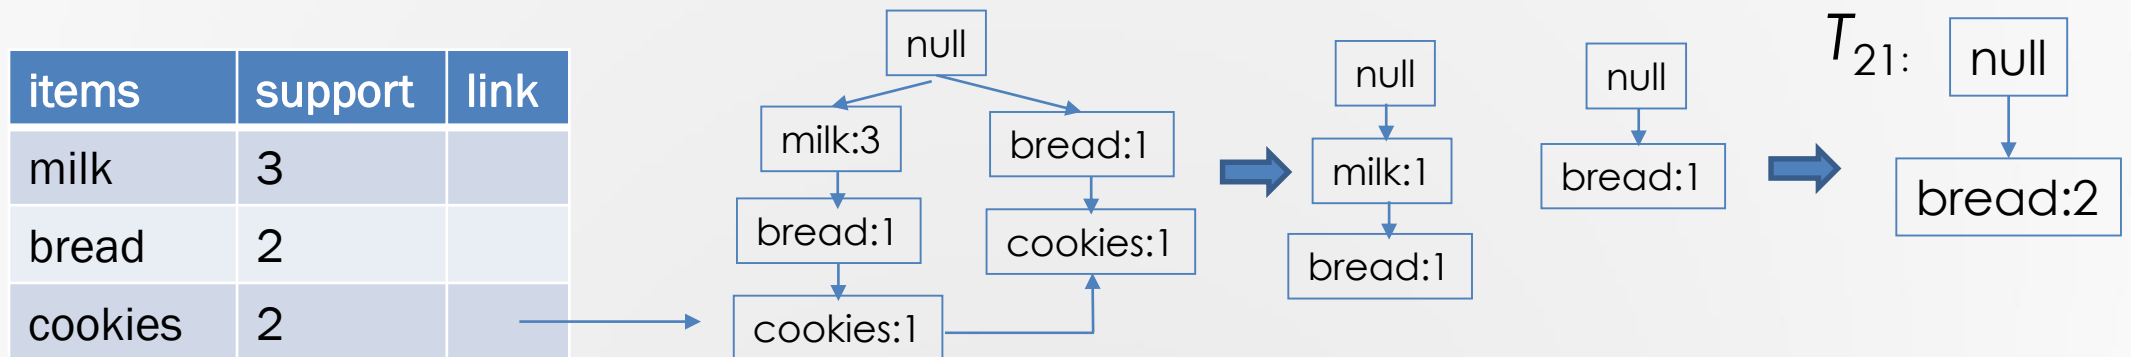 items support link
milk 3
bread 2
cookies 2
null
milk:3
bread:1
bread:1
cookies:1
cookies:1
null
milk:1
bread:1
null
bread:1
T21:
null
bread:2